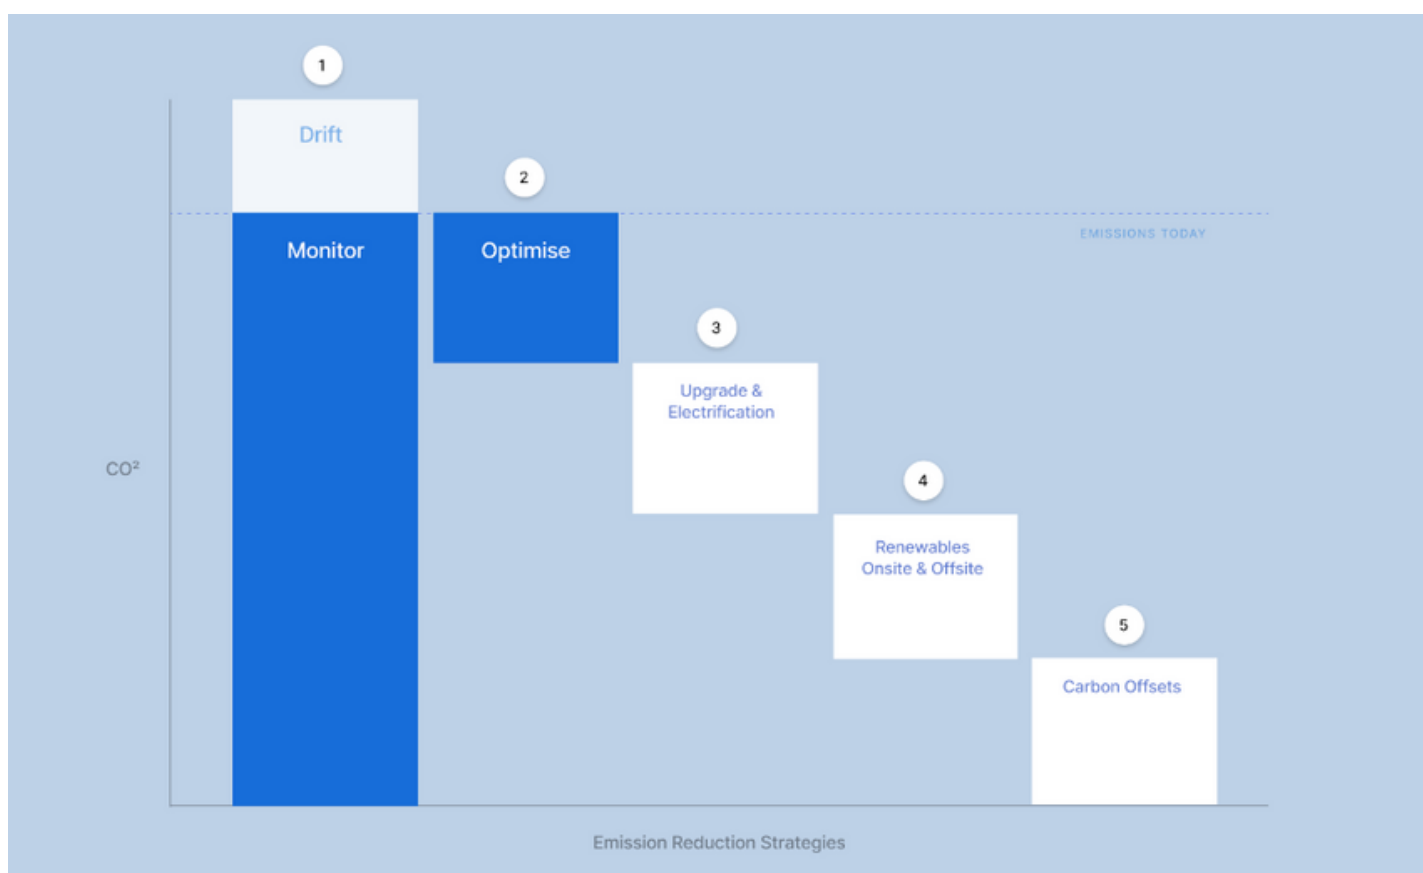 1
Drift
2
EMISSIONS TODAY
Monitor
Optimise
3
Upgrade &
Electrification
CO²
4
Renewables
Onsite & Offsite
5
Carbon Offsets
Emission Reduction Strategies